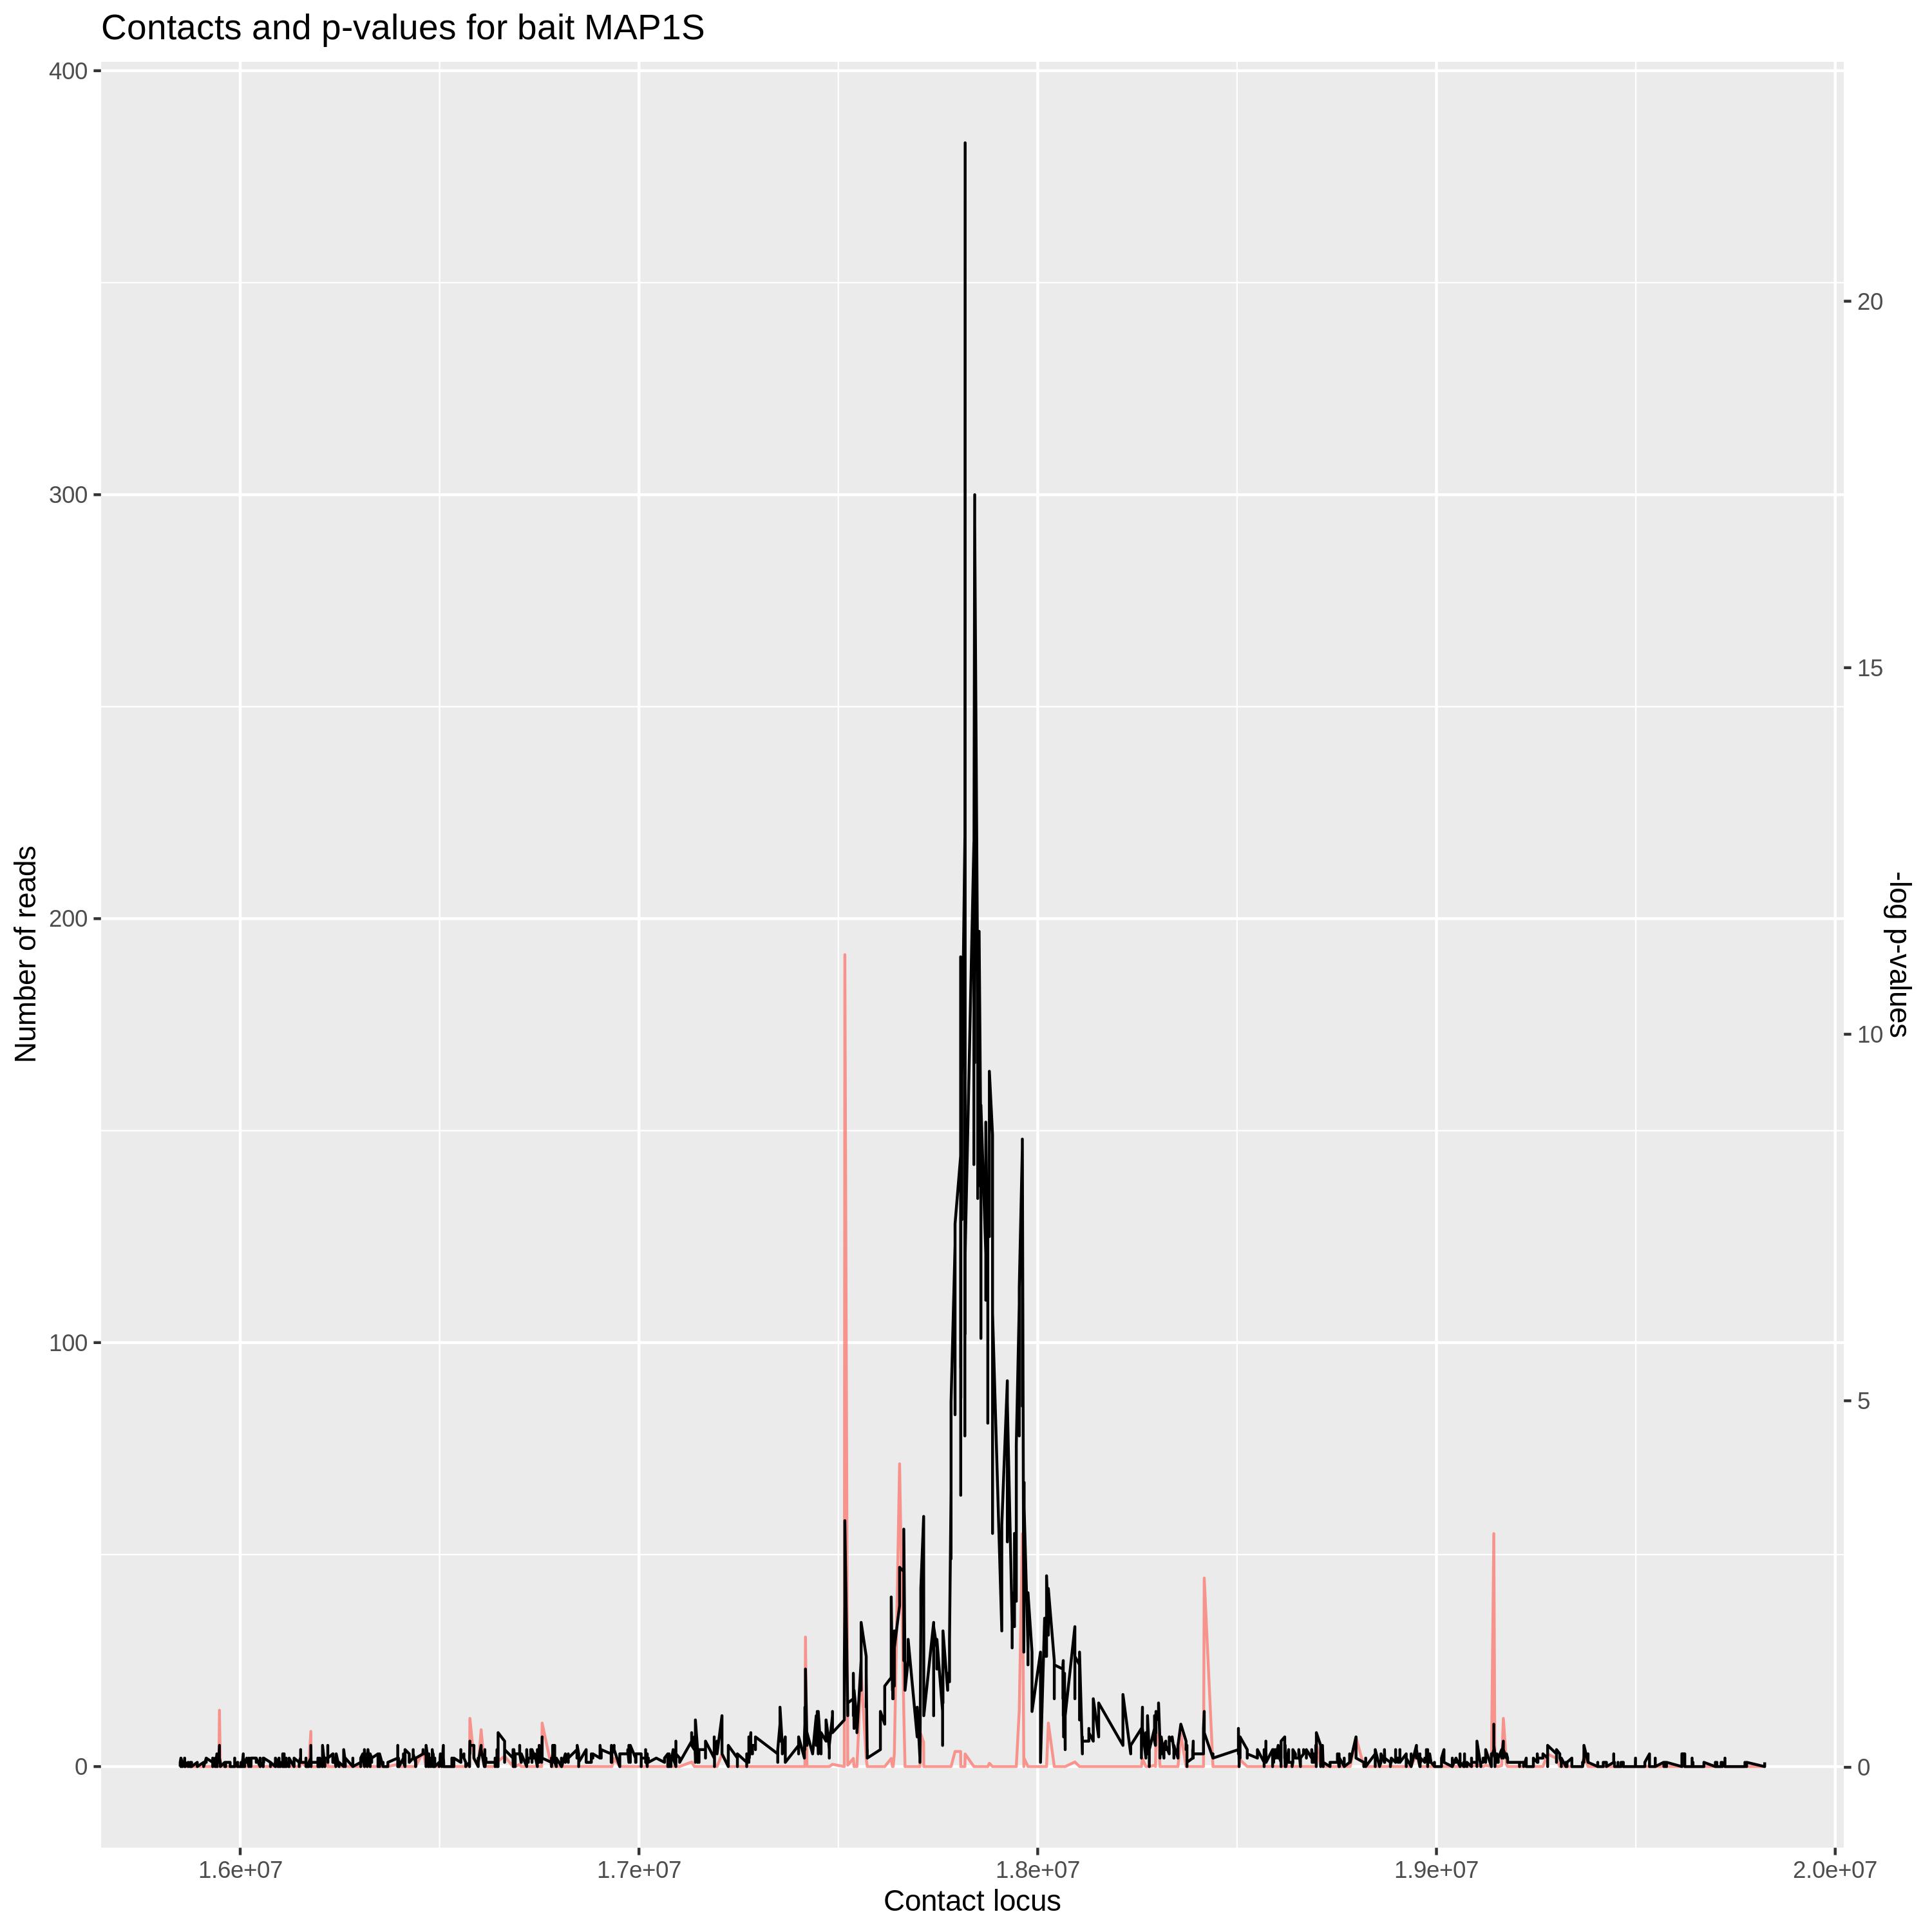 Contacts and p-values for bait MAP1S
400
300
200
100
0
Number of reads
20
15
10
5
0
-log p-values
1.6e+07
1.7e+07
1.8e+07
1.9e+07
2.0e+07
Contact locus